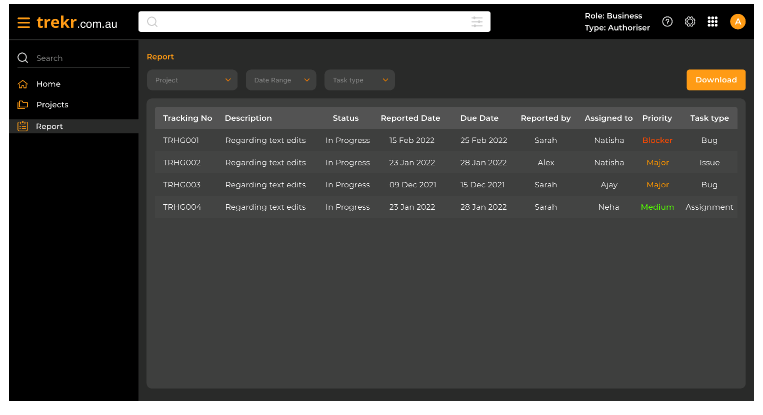 trekr.com.au
Role: Business
Type: Authoriser
A
Search
Home
Projects
Report
Report
Project
Date Range
Task type
Download
Tracking No Description Status Reported Date Due Date Reported by Assigned to Priority Task type
TRHG001 Regarding text edits In Progress 15 Feb 2022 25 Feb 2022 Sarah Natisha Blocker Bug
TRHG002 Regarding text edits In Progress 23 Jan 2022 28 Jan 2022 Alex Natisha Major Issue
TRHG003 Regarding text edits In Progress 09 Dec 2021 15 Dec 2021 Sarah Ajay Major Bug
TRHG004 Regarding text edits In Progress 23 Jan 2022 28 Jan 2022 Sarah Neha Medium Assignment